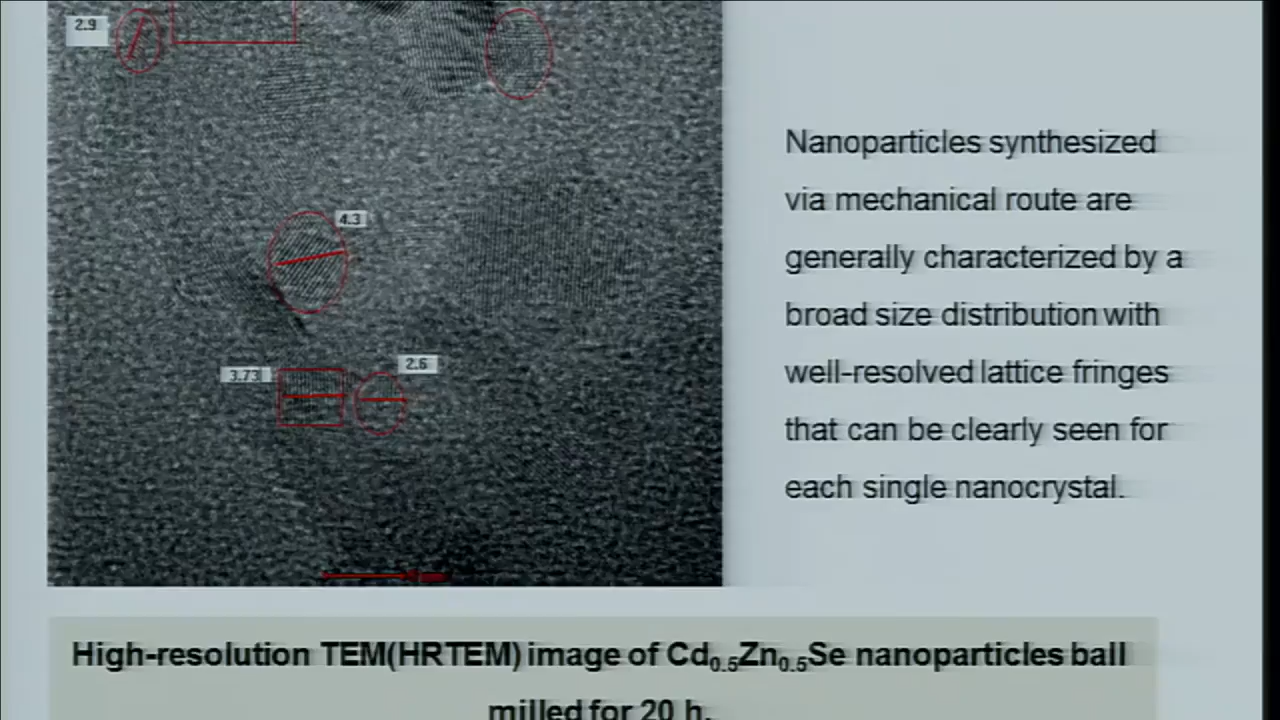 2.9
4.3
3.73
2.6
Nanoparticles synthesized
via mechanical route are
generally characterized by a
broad size distribution with
well-resolved lattice fringes
that can be clearly seen for
each single nanocrystal.
High-resolution TEM(HRTEM) image of Cd0.5Zn0.5Se nanoparticles ball
milled for 20 h.